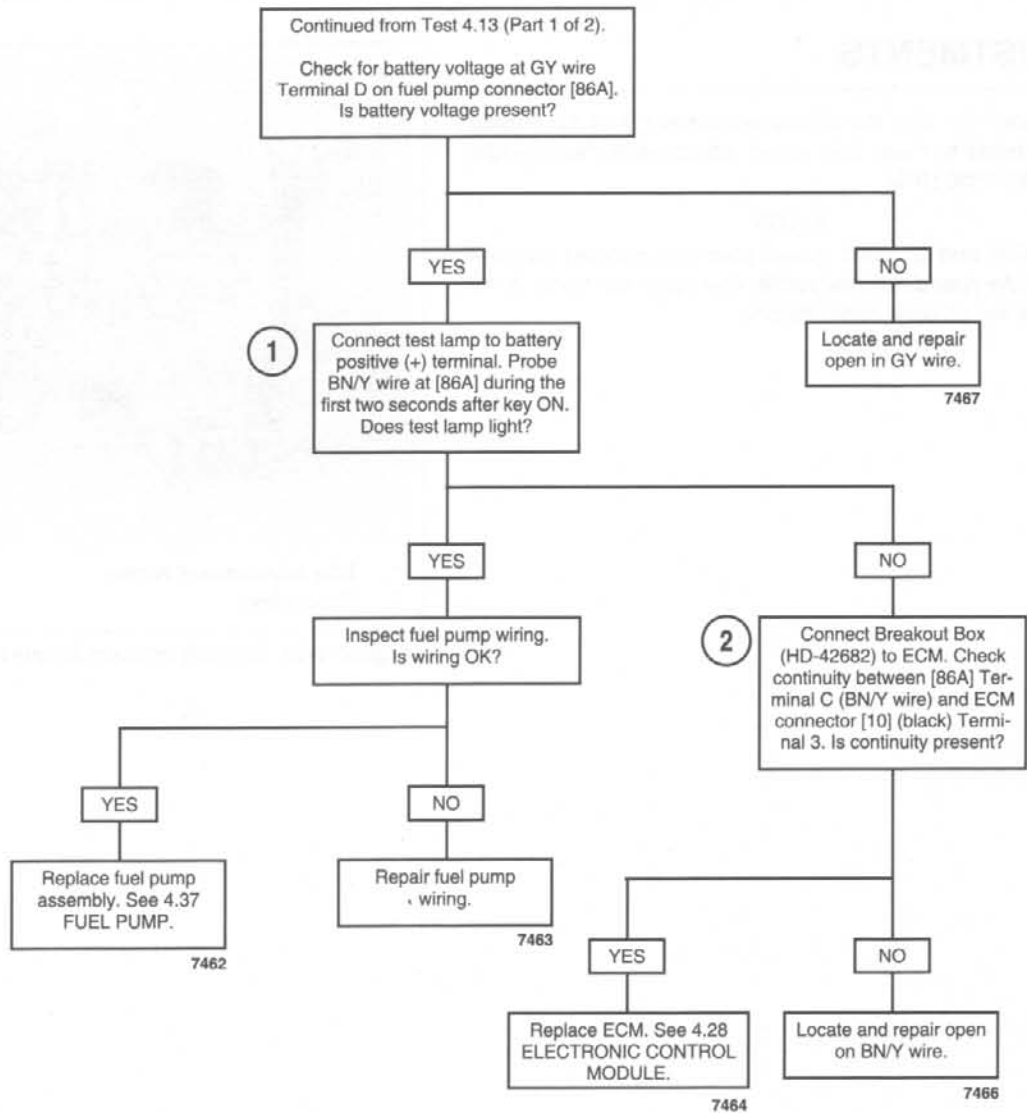 Continued from Test 4.13 (Part 1 of 2).
Check for battery voltage at GY wire
Terminal D on fuel pump connector [86A].
Is battery voltage present?
YES
NO
1
Connect test lamp to battery
positive (+) terminal. Probe
BN/Y wire at [86A] during the
first two seconds after key ON.
Does test lamp light?
Locate and repair
open in GY wire.
7467
YES
NO
Inspect fuel pump wiring.
Is wiring OK?
2
Connect Breakout Box
(HD-42682) to ECM. Check
continuity between [86A] Ter-
minal C (BN/Y wire) and ECM
connector [10] (black) Termi-
nal 3. Is continuity present?
YES
NO
Replace fuel pump
assembly. See 4.37
FUEL PUMP.
7462
Repair fuel pump
wiring.
7463
YES
NO
Replace ECM. See 4.28
ELECTRONIC CONTROL
MODULE.
7464
Locate and repair open
on BN/Y wire.
7466